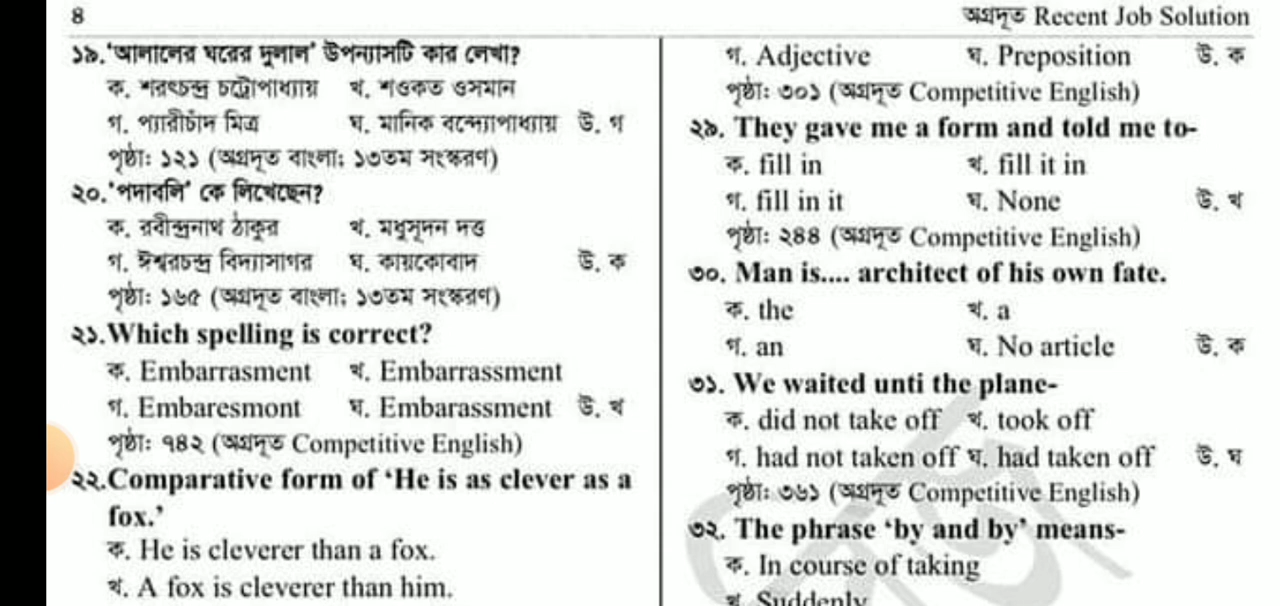 ৪
অগ্রদূত Recent Job Solution
১৯.‘আলালের ঘরের দুলাল’ উপন্যাসটি কার লেখা?
ক. শরৎচন্দ্র চট্টোপাধ্যায় খ. শওকত ওসমান
গ. প্যারীচাঁদ মিত্র ঘ. মানিক বন্দ্যোপাধ্যায় উ. গ
পৃষ্ঠা: ১২১ (অগ্রদূত বাংলা; ১৩তম সংস্করণ)
২০.‘পদাবলি’ কে লিখেছেন?
ক. রবীন্দ্রনাথ ঠাকুর খ. মধুসূদন দত্ত
গ. ঈশ্বরচন্দ্র বিদ্যাসাগর ঘ. কায়কোবাদ উ. ক
পৃষ্ঠা: ১৬৫ (অগ্রদূত বাংলা; ১৩তম সংস্করণ)
২১.Which spelling is correct?
ক. Embarrasment খ. Embarrassment
গ. Embaresmont ঘ. Embarassment উ. খ
পৃষ্ঠা: ৭৪২ (অগ্রদূত Competitive English)
২২.Comparative form of ‘He is as clever as a
fox.’
ক. He is cleverer than a fox.
খ. A fox is cleverer than him.
গ. Adjective ঘ. Preposition উ. ক
পৃষ্ঠা: ৩০১ (অগ্রদূত Competitive English)
২৯. They gave me a form and told me to-
ক. fill in খ. fill it in
গ. fill in it ঘ. None উ. খ
পৃষ্ঠা: ২৪৪ (অগ্রদূত Competitive English)
৩০. Man is.... architect of his own fate.
ক. the খ. a
গ. an ঘ. No article উ. ক
৩১. We waited unti the plane-
ক. did not take off খ. took off
গ. had not taken off ঘ. had taken off উ. ঘ
পৃষ্ঠা: ৩৬১ (অগ্রদূত Competitive English)
৩২. The phrase ‘by and by’ means-
ক. In course of taking
খ. Suddenly